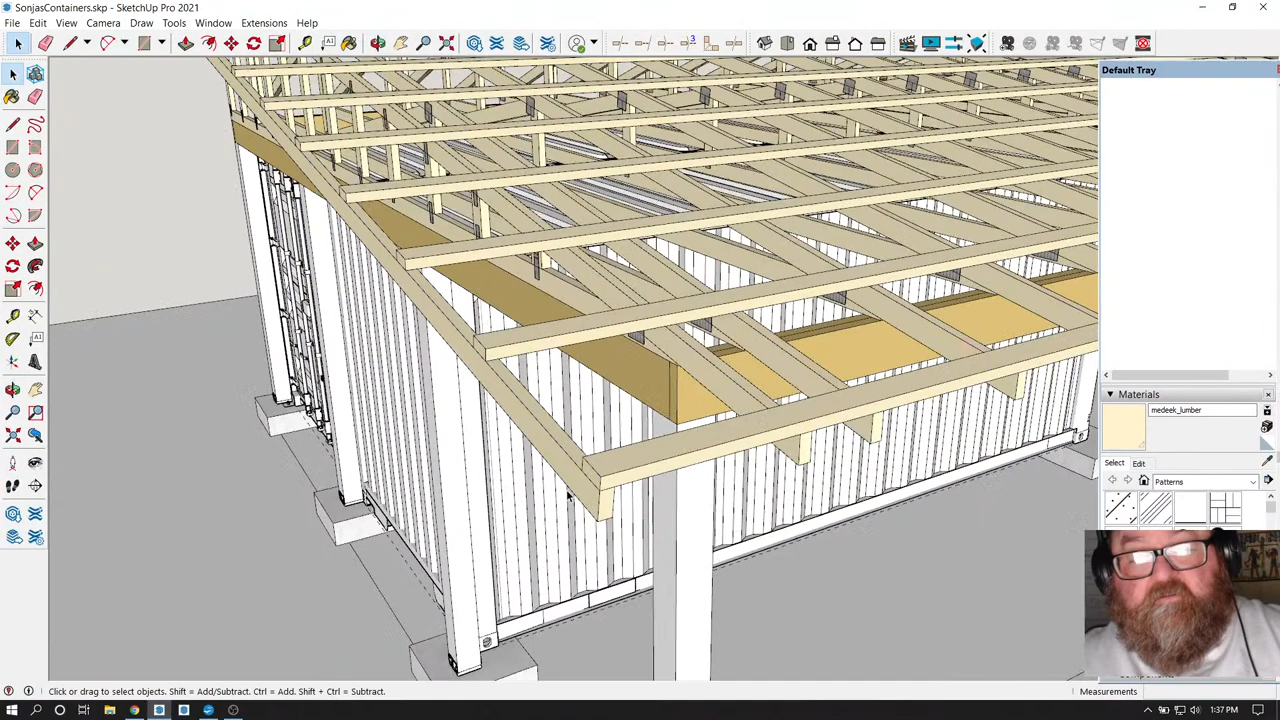 SonjasContainers.skp - SketchUp Pro 2021
File Edit View Camera Draw Tools Window Extensions Help
3
Default Tray
Materials
medeek_lumber
Select Edit
Patterns
Click or drag to select objects. Shift = Add/Subtract. Ctrl = Add. Shift + Ctrl = Subtract.
Measurements
1:37 PM